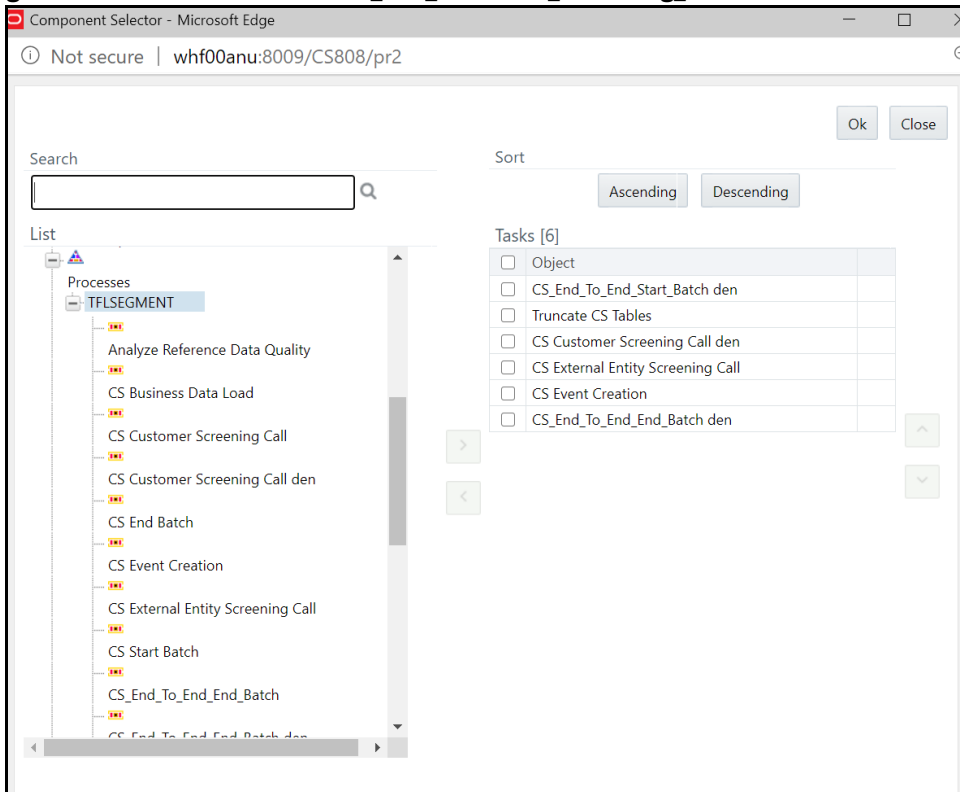 Component Selector - Microsoft Edge
Not secure | whf00anu:8009/CS808/pr2
Ok
Close
Search
Sort
Ascending
Descending
List
Tasks [6]
Processes
TFLSEGMENT
Analyze Reference Data Quality
CS Business Data Load
CS Customer Screening Call
CS Customer Screening Call den
CS End Batch
CS Event Creation
CS External Entity Screening Call
CS Start Batch
CS_End_To_End_End_Batch
CS_End_To_End_End_Batch den
Object
CS_End_To_End_Start_Batch den
Truncate CS Tables
CS Customer Screening Call den
CS External Entity Screening Call
CS Event Creation
CS_End_To_End_End_Batch den